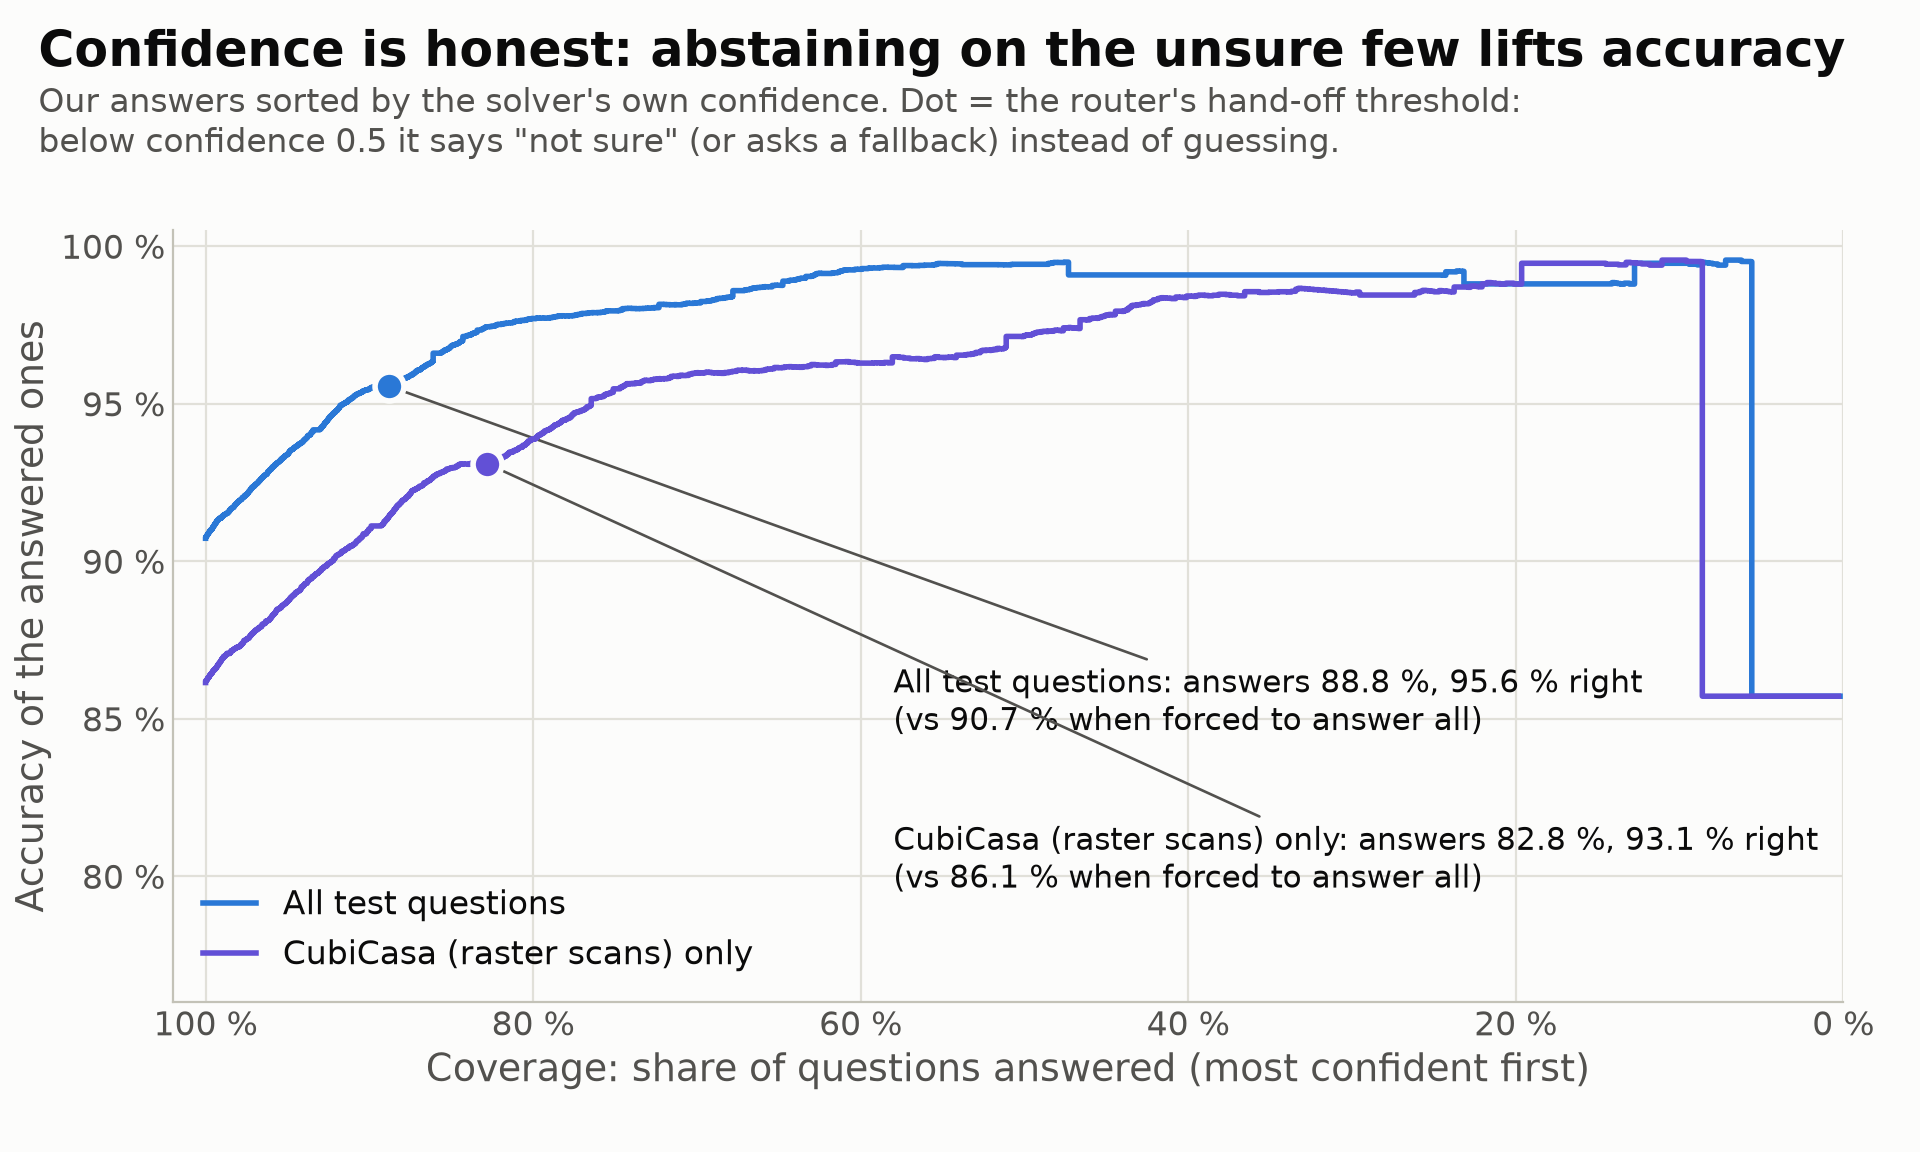 Confidence is honest: abstaining on the unsure few lifts accuracy
Our answers sorted by the solver's own confidence. Dot = the router's hand-off threshold:
below confidence 0.5 it says "not sure" (or asks a fallback) instead of guessing.
Accuracy of the answered ones
100 %
95 %
90 %
85 %
80 %
All test questions: answers 88.8 %, 95.6 % right
(vs 90.7 % when forced to answer all)
CubiCasa (raster scans) only: answers 82.8 %, 93.1 % right
(vs 86.1 % when forced to answer all)
All test questions
CubiCasa (raster scans) only
100 %
80 %
60 %
40 %
20 %
0 %
Coverage: share of questions answered (most confident first)